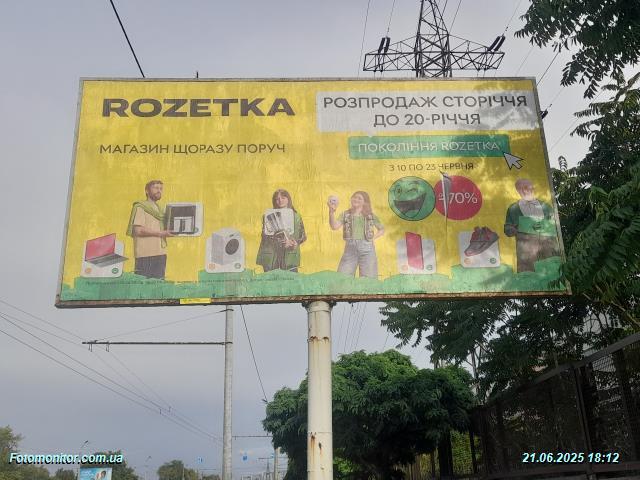 ROZETKA
МАГАЗИН ЩОРАЗУ ПОРУЧ
РОЗПРОДАЖ СТОРІЧЧЯ
ДО 20-РІЧЧЯ
ПОКОЛІННЯ ROZETKA
З 10 ПО 23 ЧЕРВНЯ
70%
Fotomonitor.com.ua
21.06.2025 18:12